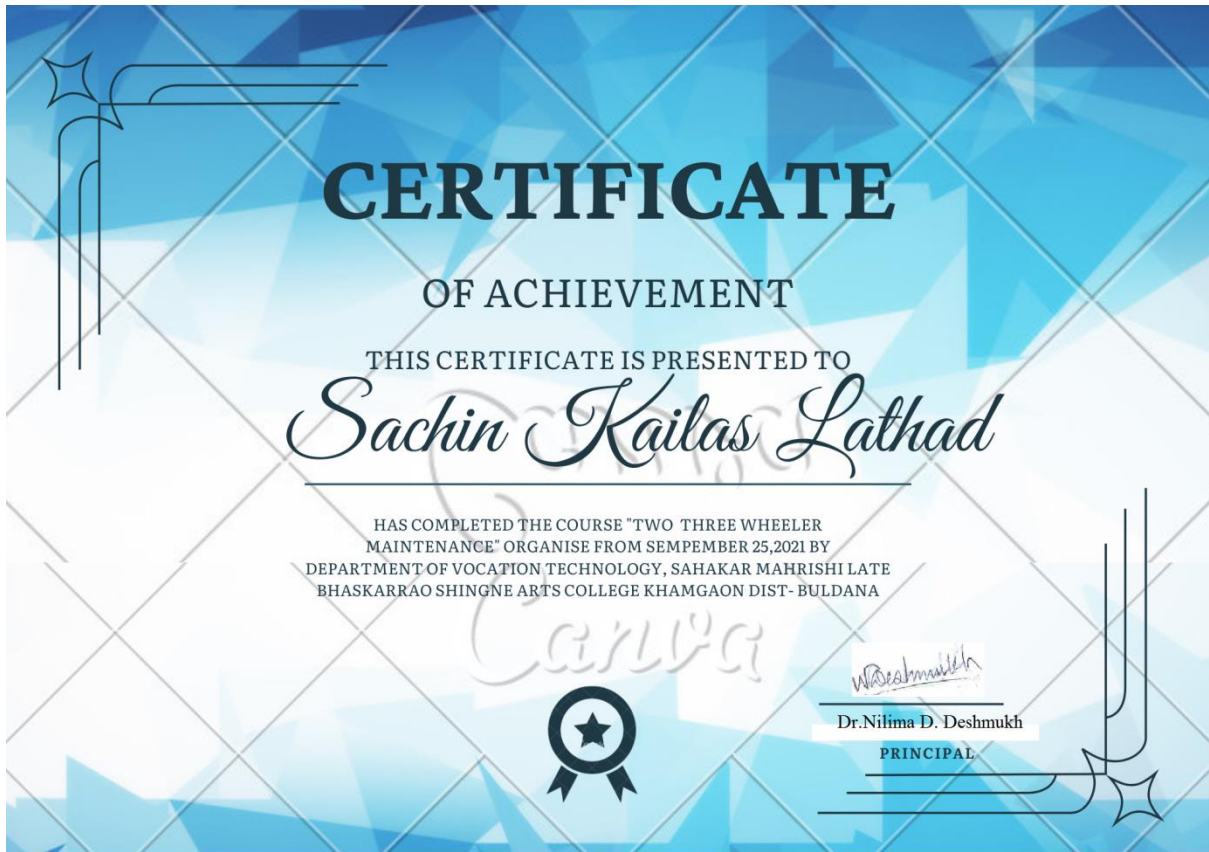 CERTIFICATE
OF ACHIEVEMENT
THIS CERTIFICATE IS PRESENTED TO
Sachin Kailas Lathad
HAS COMPLETED THE COURSE "TWO THREE WHEELER
MAINTENANCE" ORGANISE FROM SEMPEMBER 25,2021 BY
DEPARTMENT OF VOCATION TECHNOLOGY, SAHAKAR MAHRISHI LATE
BHASKARRAO SHINGNE ARTS COLLEGE KHAMGAON DIST- BULDANA
Canva
Canva
NDeshmukh
Dr.Nilima D. Deshmukh
PRINCIPAL